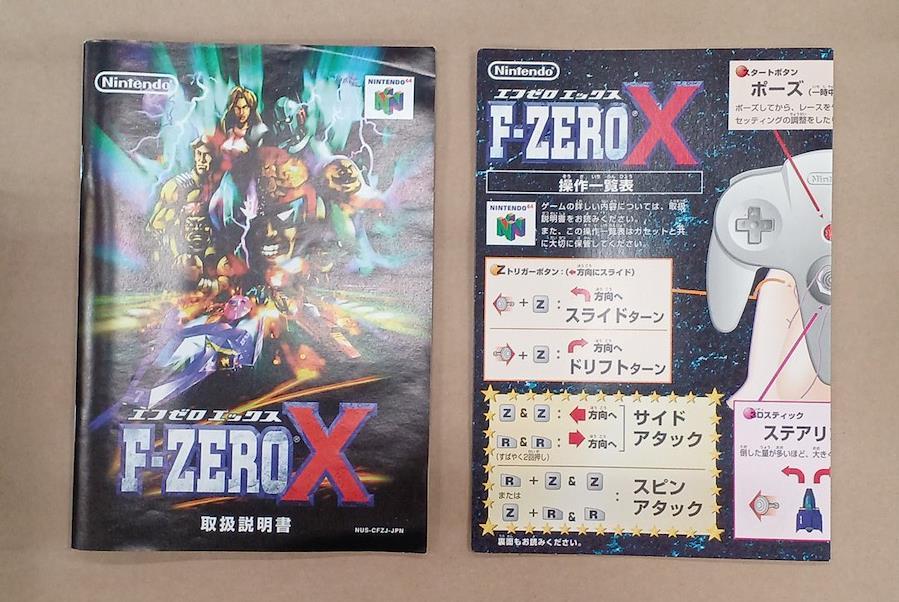 Nintendo
NINTENDO 64
エフゼロ エックス
F-ZERO X
取扱説明書
NUS-CFZJ-JPN
Nintendo
エフゼロ エックス
F-ZERO X
操作一覧表
NINTENDO 64
ゲームの詳しい内容については、取扱
説明書をお読みください。
また、この操作一覧表はカセットと共
に大切に保管してください。
Zトリガーボタン:(←方向にスライド)
+ Z : 方向へ
スライドターン
+ Z : 方向へ
ドリフトターン
Z & Z : 方向へ
R & R : 方向へ
(すばやく2回押し)
サイド
アタック
R + Z & Z
または
Z + R & R
:
スピン
アタック
裏面もお読みください。
スタートボタン
ポーズ
ポーズしてから、レースを
セッティングの調整をした
3Dスティック
ステアリ
倒した量が多いほど、大き